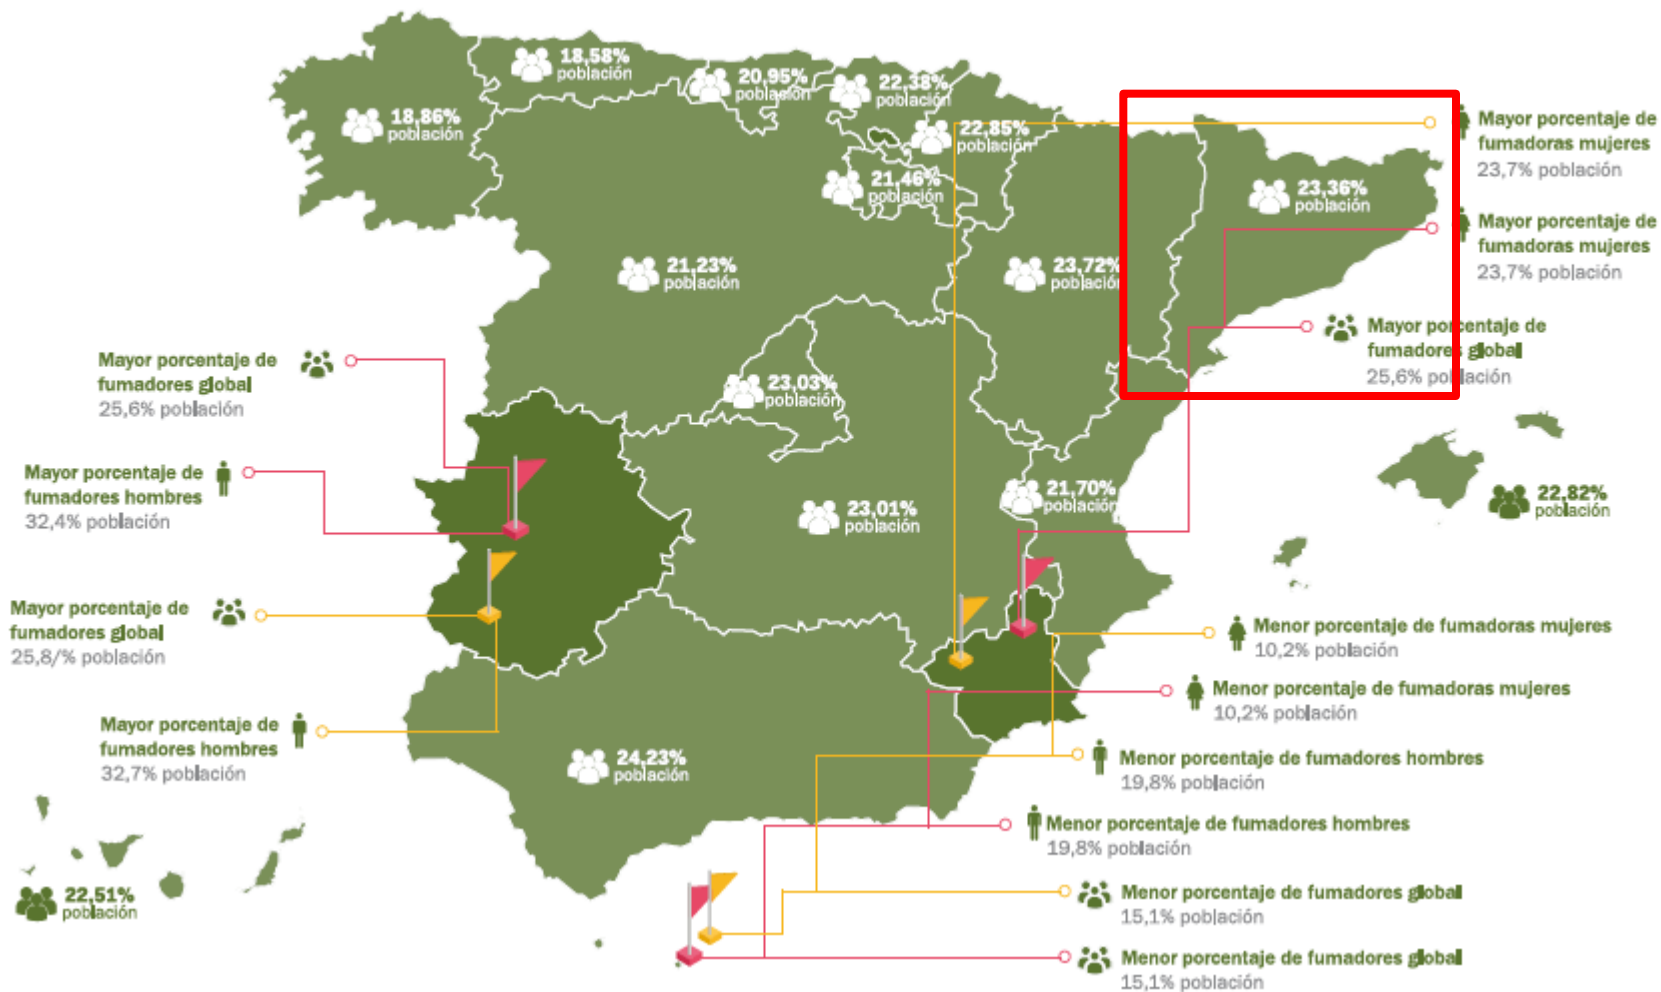 18,58%
población
20,95%
población
22,38%
población
18,86%
población
22,85%
población
21,46%
población
23,36%
población
Mayor porcentaje de
fumadoras mujeres
23,7% población
Mayor porcentaje de
fumadoras mujeres
23,7% población
21,23%
población
23,72%
población
Mayor porcentaje de
fumadores global
25,6% población
Mayor porcentaje de
fumadores global
25,6% población
23,03%
población
Mayor porcentaje de
fumadores hombres
32,4% población
23,01%
población
21,70%
población
22,82%
población
Mayor porcentaje de
fumadores global
25,8/% población
Menor porcentaje de fumadoras mujeres
10,2% población
Menor porcentaje de fumadoras mujeres
10,2% población
Mayor porcentaje de
fumadores hombres
32,7% población
24,23%
población
Menor porcentaje de fumadores hombres
19,8% población
Menor porcentaje de fumadores hombres
19,8% población
22,51%
población
Menor porcentaje de fumadores global
15,1% población
Menor porcentaje de fumadores global
15,1% población